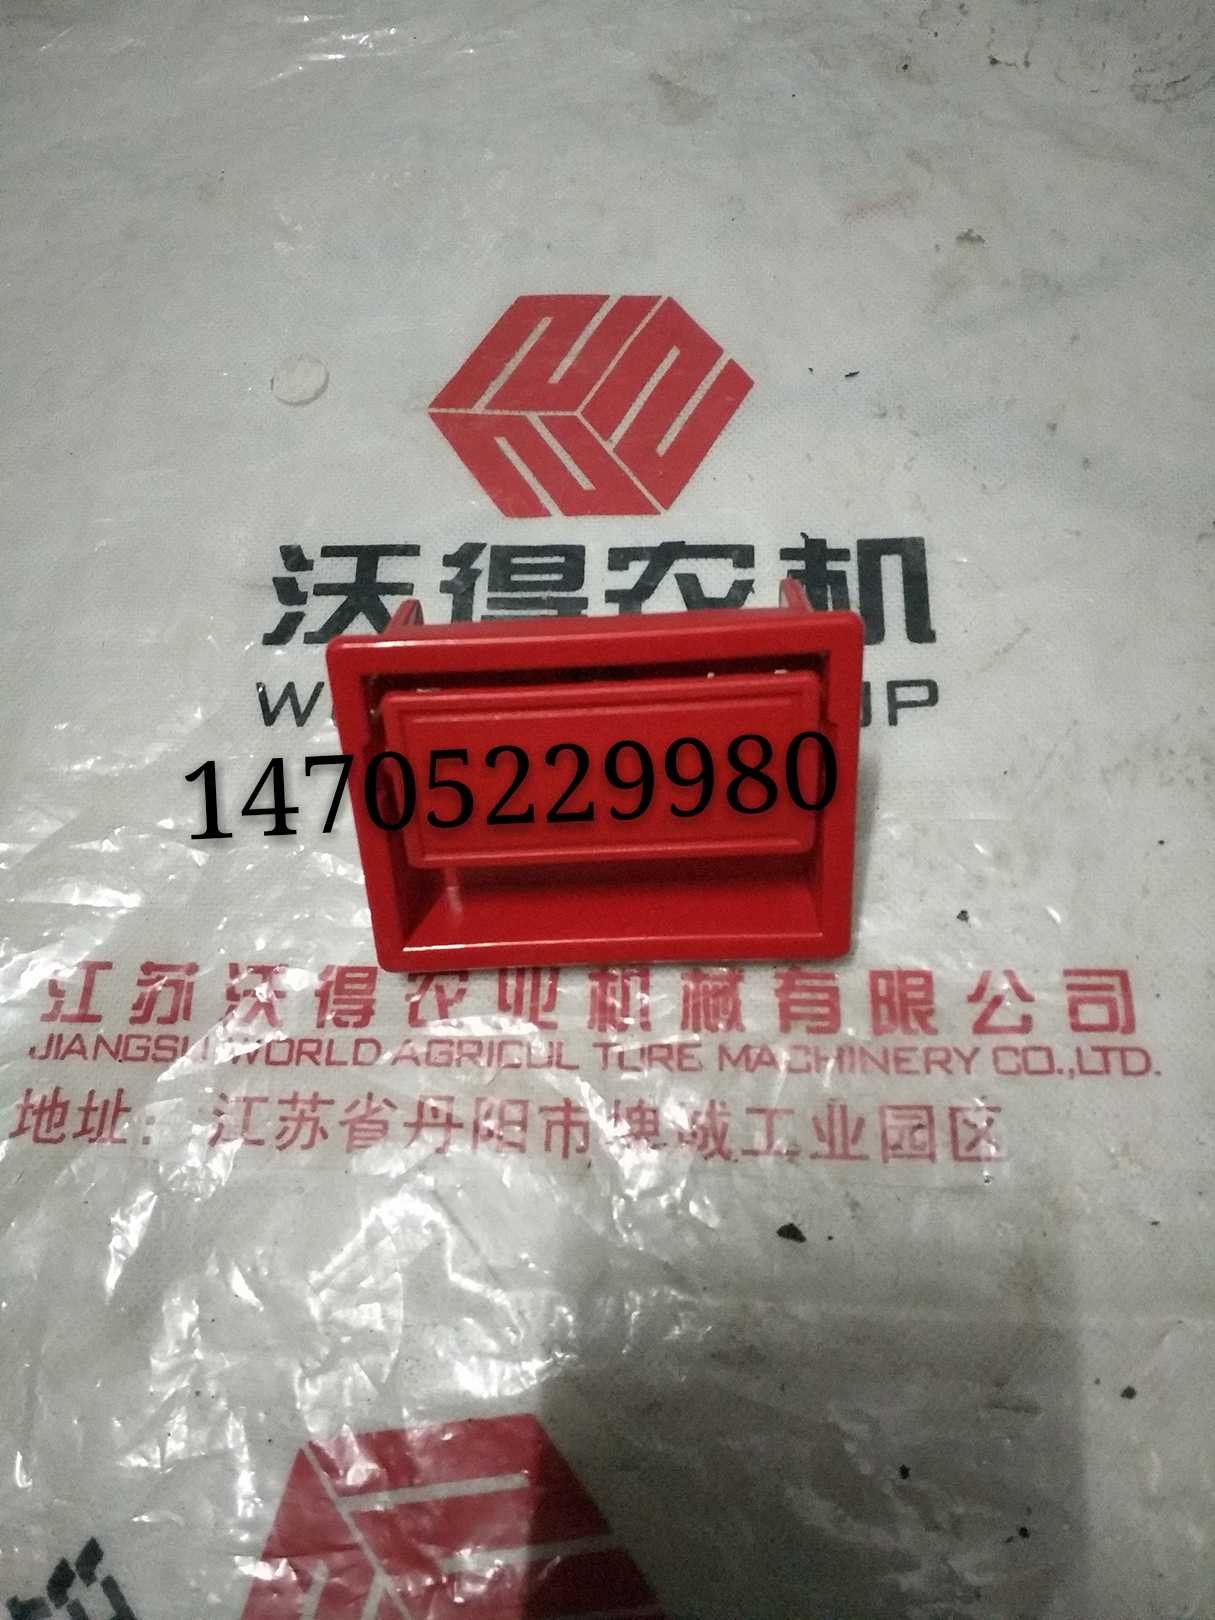 沃得农机
14705229980
江苏沃得农业机械有限公司
JIANGSU WORLD AGRICULTURE MACHINERY CO.,LTD.
地址：江苏省丹阳市埤城工业园区